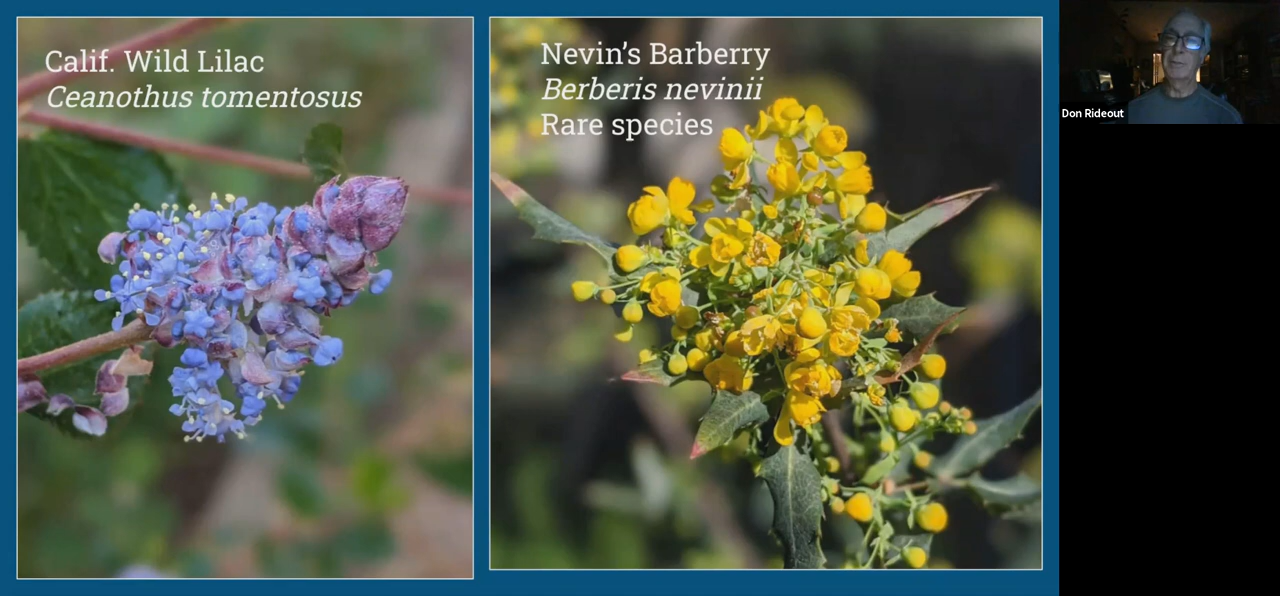 Calif. Wild Lilac
Ceanothus tomentosus
Nevin’s Barberry
Berberis nevinii
Rare species
Don Rideout